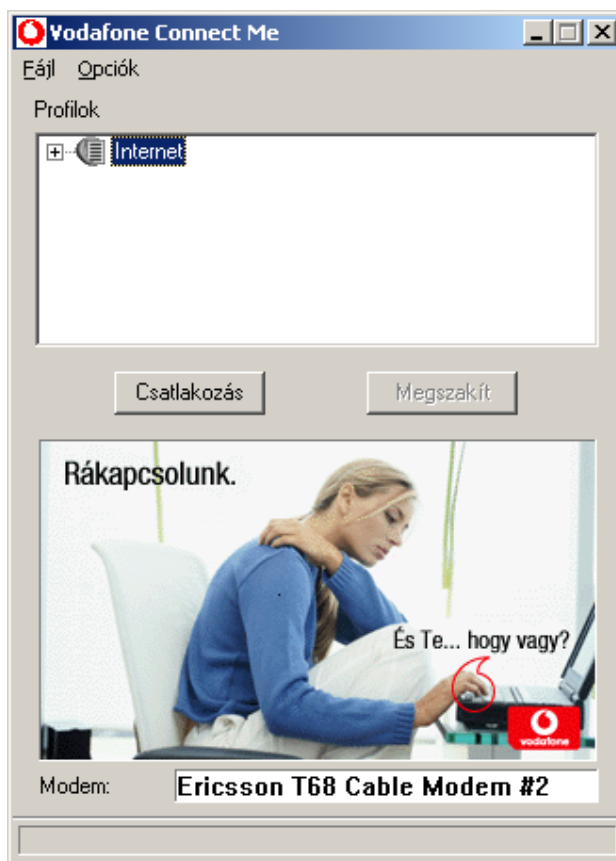 Vodafone Connect Me
Fájl Opciók
Profilok
Internet
Csatlakozás Megszakít
Rákapcsolunk.
És Te... hogy vagy?
vodafone
Modem: Ericsson T68 Cable Modem #2